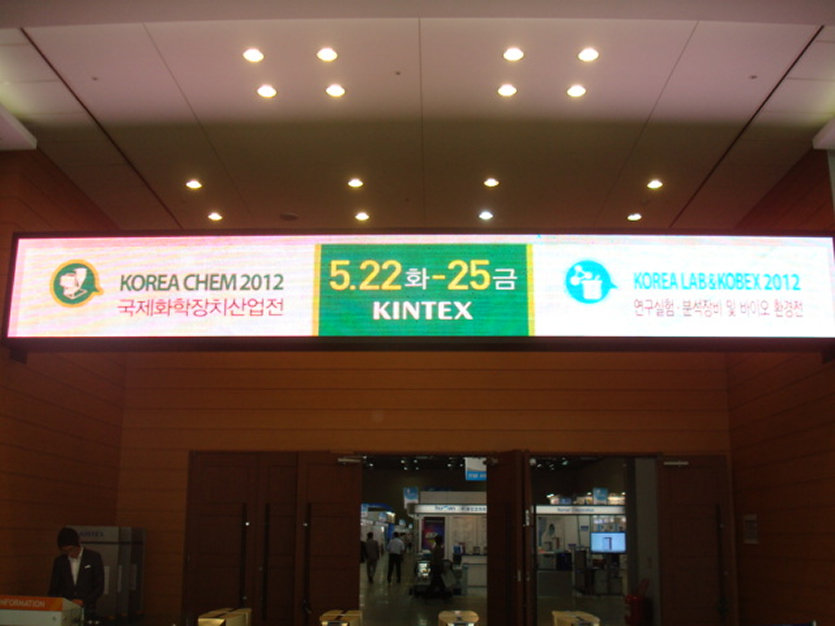 KOREA CHEM 2012
국제화학장치산업전
5.22화-25금
KINTEX
KOREA LAB & KOBEX 2012
연구실험·분석장비 및 바이오 환경전
KINTEX
INFORMATION